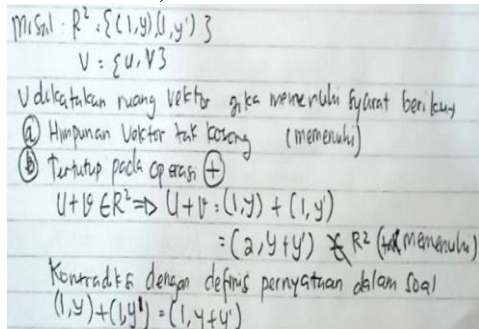 Misal : R² : {(1,y)(1,y')}
V = {u,v}
V dikatakan ruang vektor jika memenuhi syarat berikut
(a) Himpunan Vektor tak kosong (memenuhi)
(b) Tertutup pada operasi (+)
U+V ∈ R² ⇒ U+V : (1,y) + (1,y')
= (2,y+y') ∉ R² (tak memenuhi)
Kontradiksi dengan definis pernyataan dalam soal
(1,y)+(1,y') = (1,y+y')